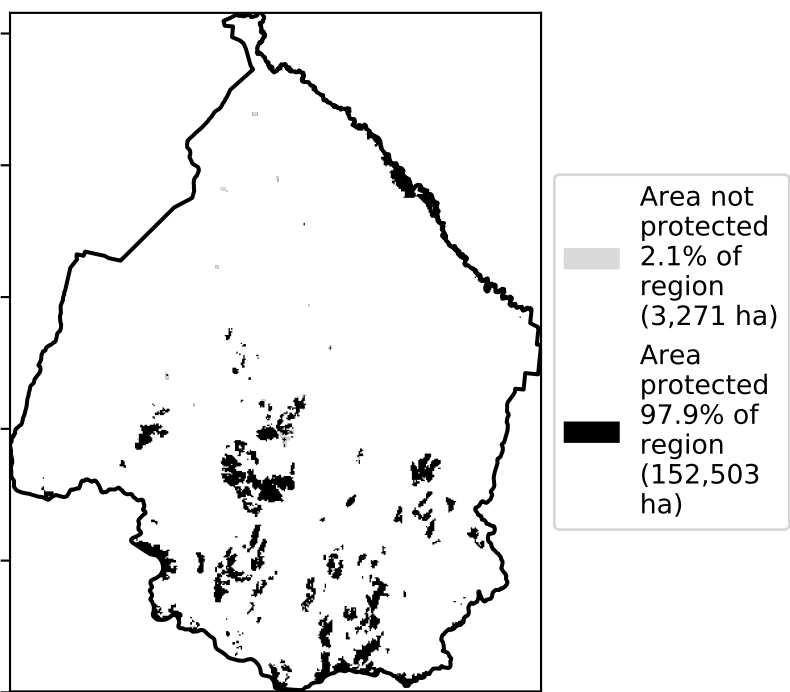 Area not
protected
2.1% of
region
(3,271 ha)
Area
protected
97.9% of
region
(152,503
ha)